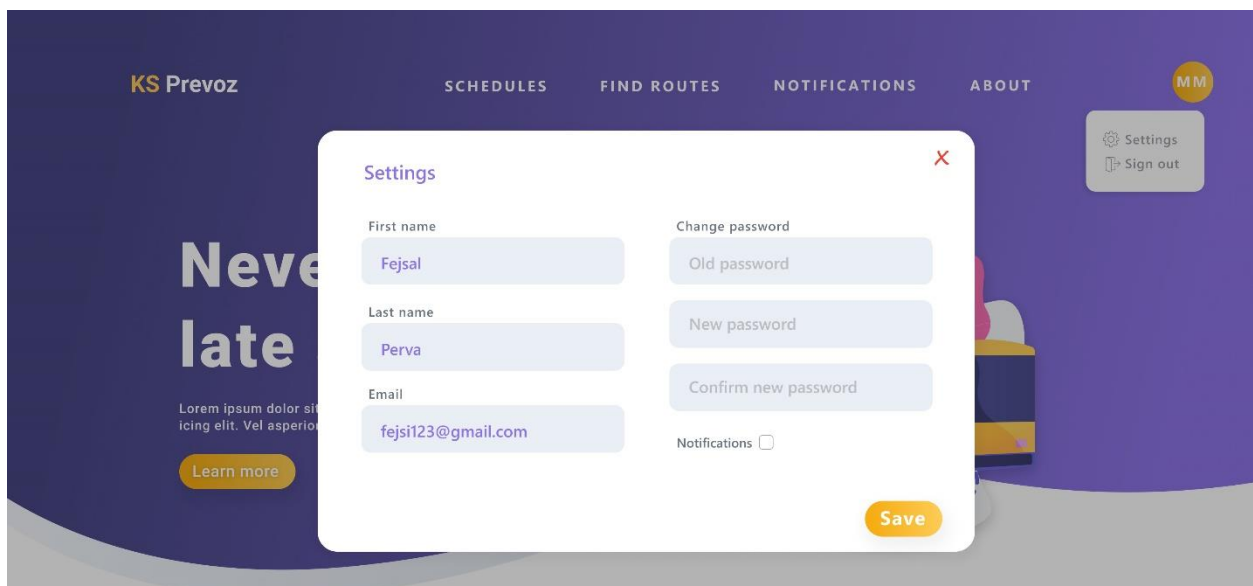 KS Prevoz
SCHEDULES FIND ROUTES NOTIFICATIONS ABOUT
MM
Settings
Sign out
Settings
X
First name
Fejsal
Last name
Perva
Email
fejsi123@gmail.com
Change password
Old password
New password
Confirm new password
Notifications
Save
Neve
late
Lorem ipsum dolor sit
icing elit. Vel asperio
Learn more